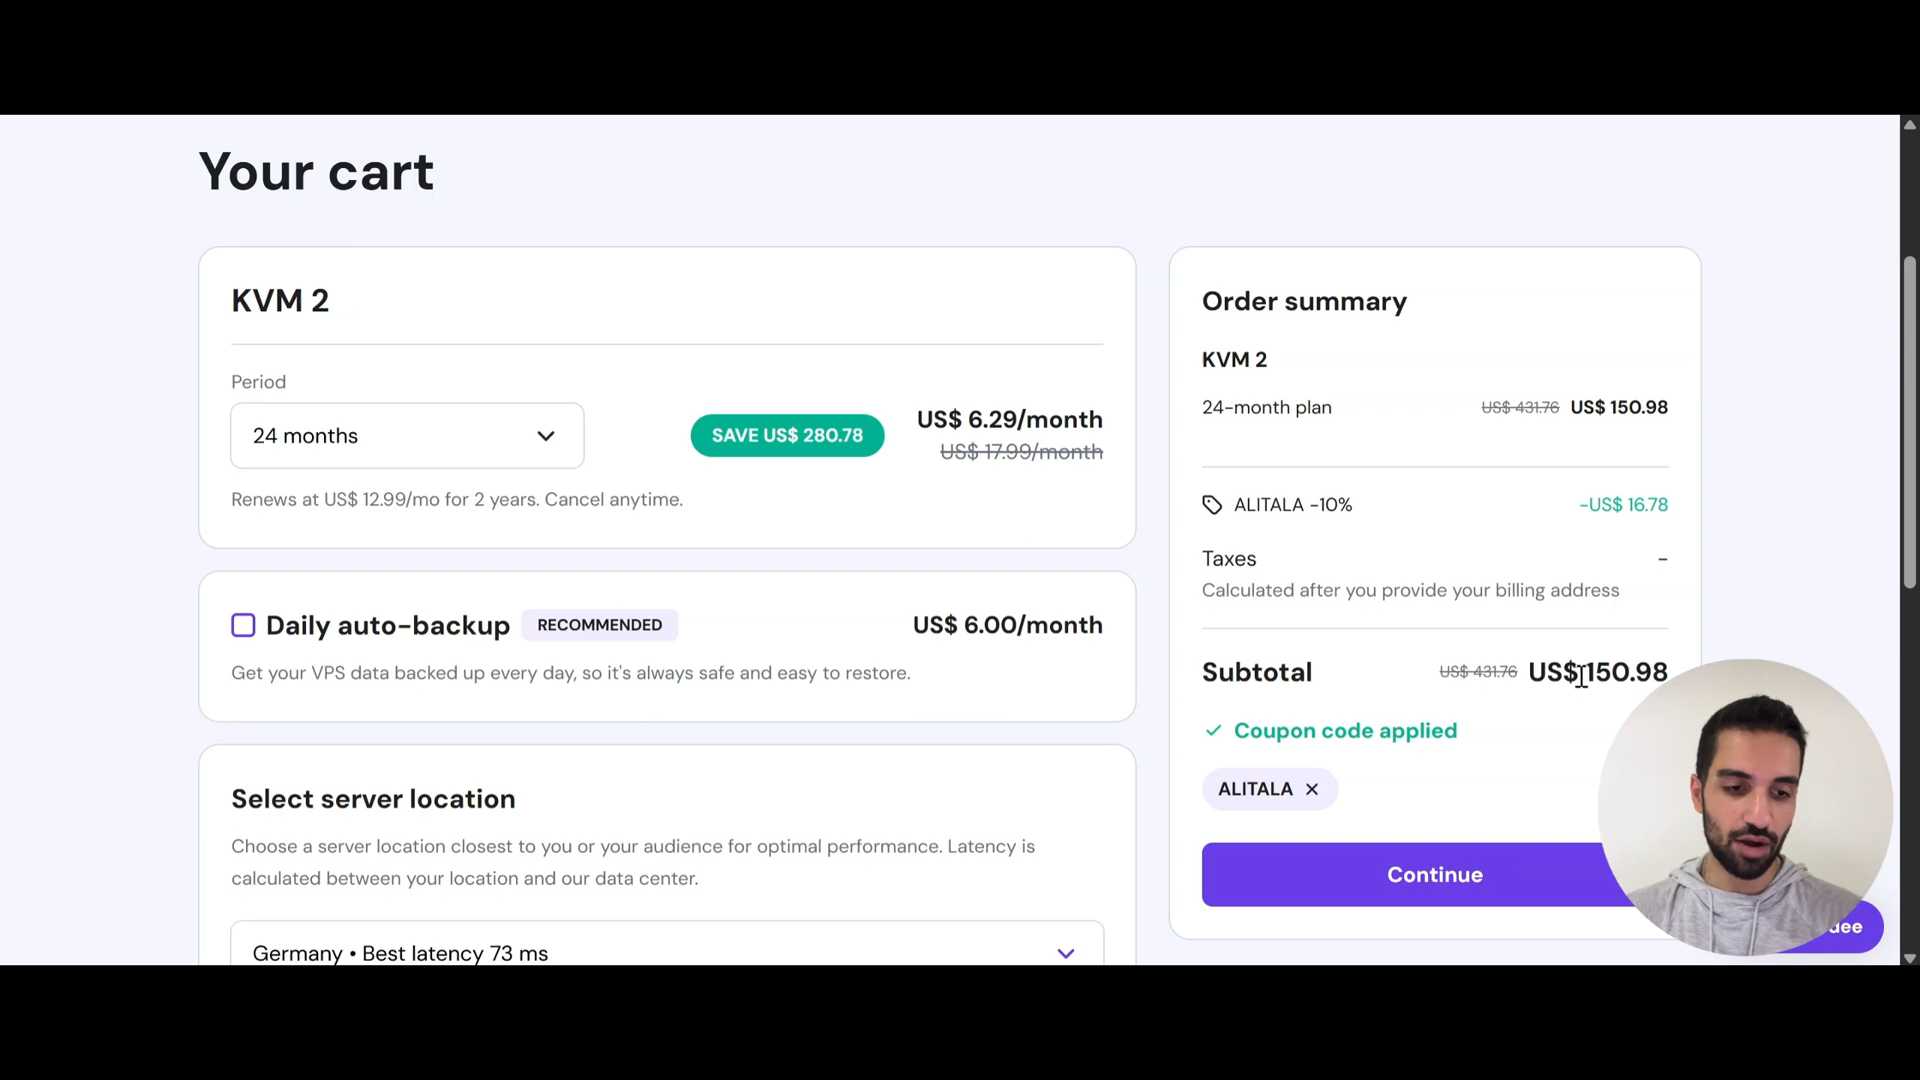 Your cart
KVM 2
Period
24 months
SAVE US$ 280.78
US$ 6.29/month
US$ 17.99/month
Renews at US$ 12.99/mo for 2 years. Cancel anytime.
Daily auto-backup
RECOMMENDED
US$ 6.00/month
Get your VPS data backed up every day, so it's always safe and easy to restore.
Select server location
Choose a server location closest to you or your audience for optimal performance. Latency is
calculated between your location and our data center.
Germany • Best latency 73 ms
Order summary
KVM 2
24-month plan US$ 431.76 US$ 150.98
ALITALA -10% -US$ 16.78
Taxes -
Calculated after you provide your billing address
Subtotal US$ 431.76 US$ 150.98
Coupon code applied
ALITALA
Continue